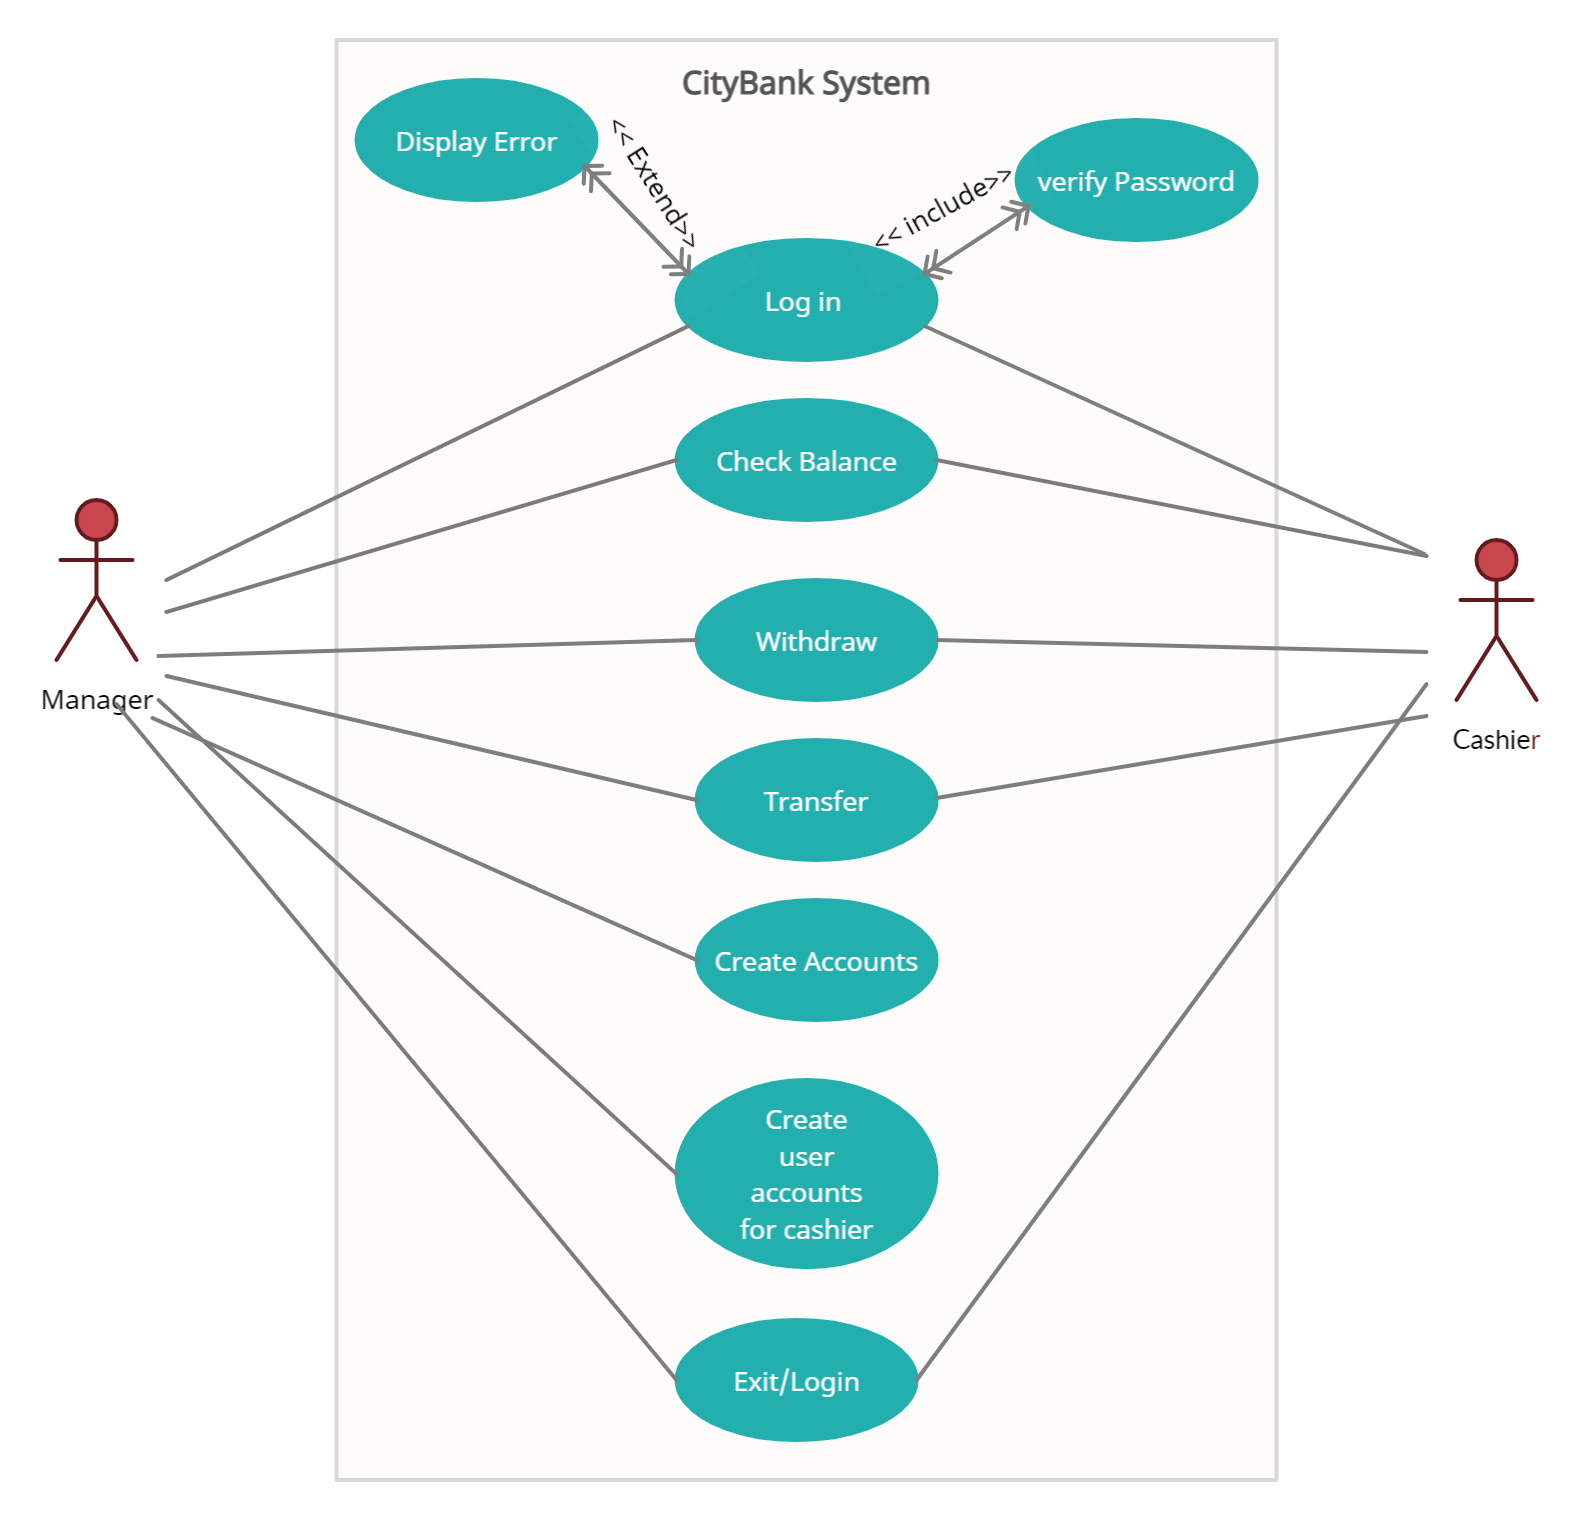 CityBank System
Display Error
<< Extend>>
<< include>>
verify Password
Log in
Check Balance
Withdraw
Manager
Cashier
Transfer
Create Accounts
Create
user
accounts
for cashier
Exit/Login